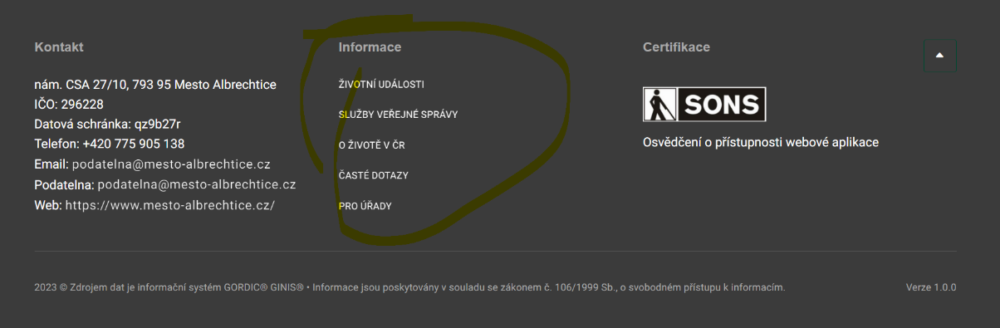 Kontakt
nám. CSA 27/10, 793 95 Mesto Albrechtice
IČO: 296228
Datová schránka: qz9b27r
Telefon: +420 775 905 138
Email: podatelna@mesto-albrechtice.cz
Podatelna: podatelna@mesto-albrechtice.cz
Web: https://www.mesto-albrechtice.cz/
Informace
ŽIVOTNÍ UDÁLOSTI
SLUŽBY VEŘEJNÉ SPRÁVY
O ŽIVOTĚ V ČR
ČASTÉ DOTAZY
PRO ÚŘADY
Certifikace
SONS
Osvědčení o přístupnosti webové aplikace
2023 © Zdrojem dat je informační systém GORDIC® GINIS® • Informace jsou poskytovány v souladu se zákonem č. 106/1999 Sb., o svobodném přístupu k informacím.
Verze 1.0.0